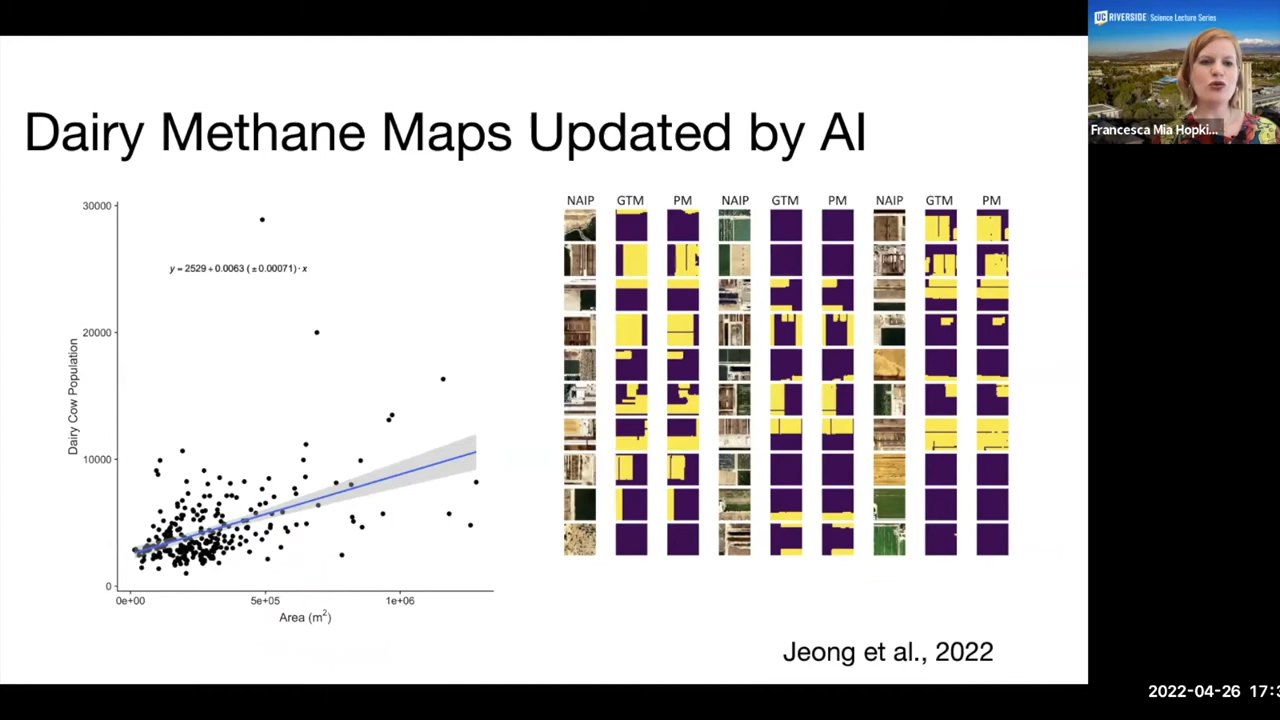 UC RIVERSIDE Science Lecture Series
Francesca Mia Hopki...
Dairy Methane Maps Updated by AI
30000
20000
10000
0
Dairy Cow Population
y = 2529 + 0.0063 (±0.00071) · x
0e+00 5e+05 1e+06
Area (m²)
NAIP GTM PM NAIP GTM PM NAIP GTM PM
Jeong et al., 2022
2022-04-26 17:3